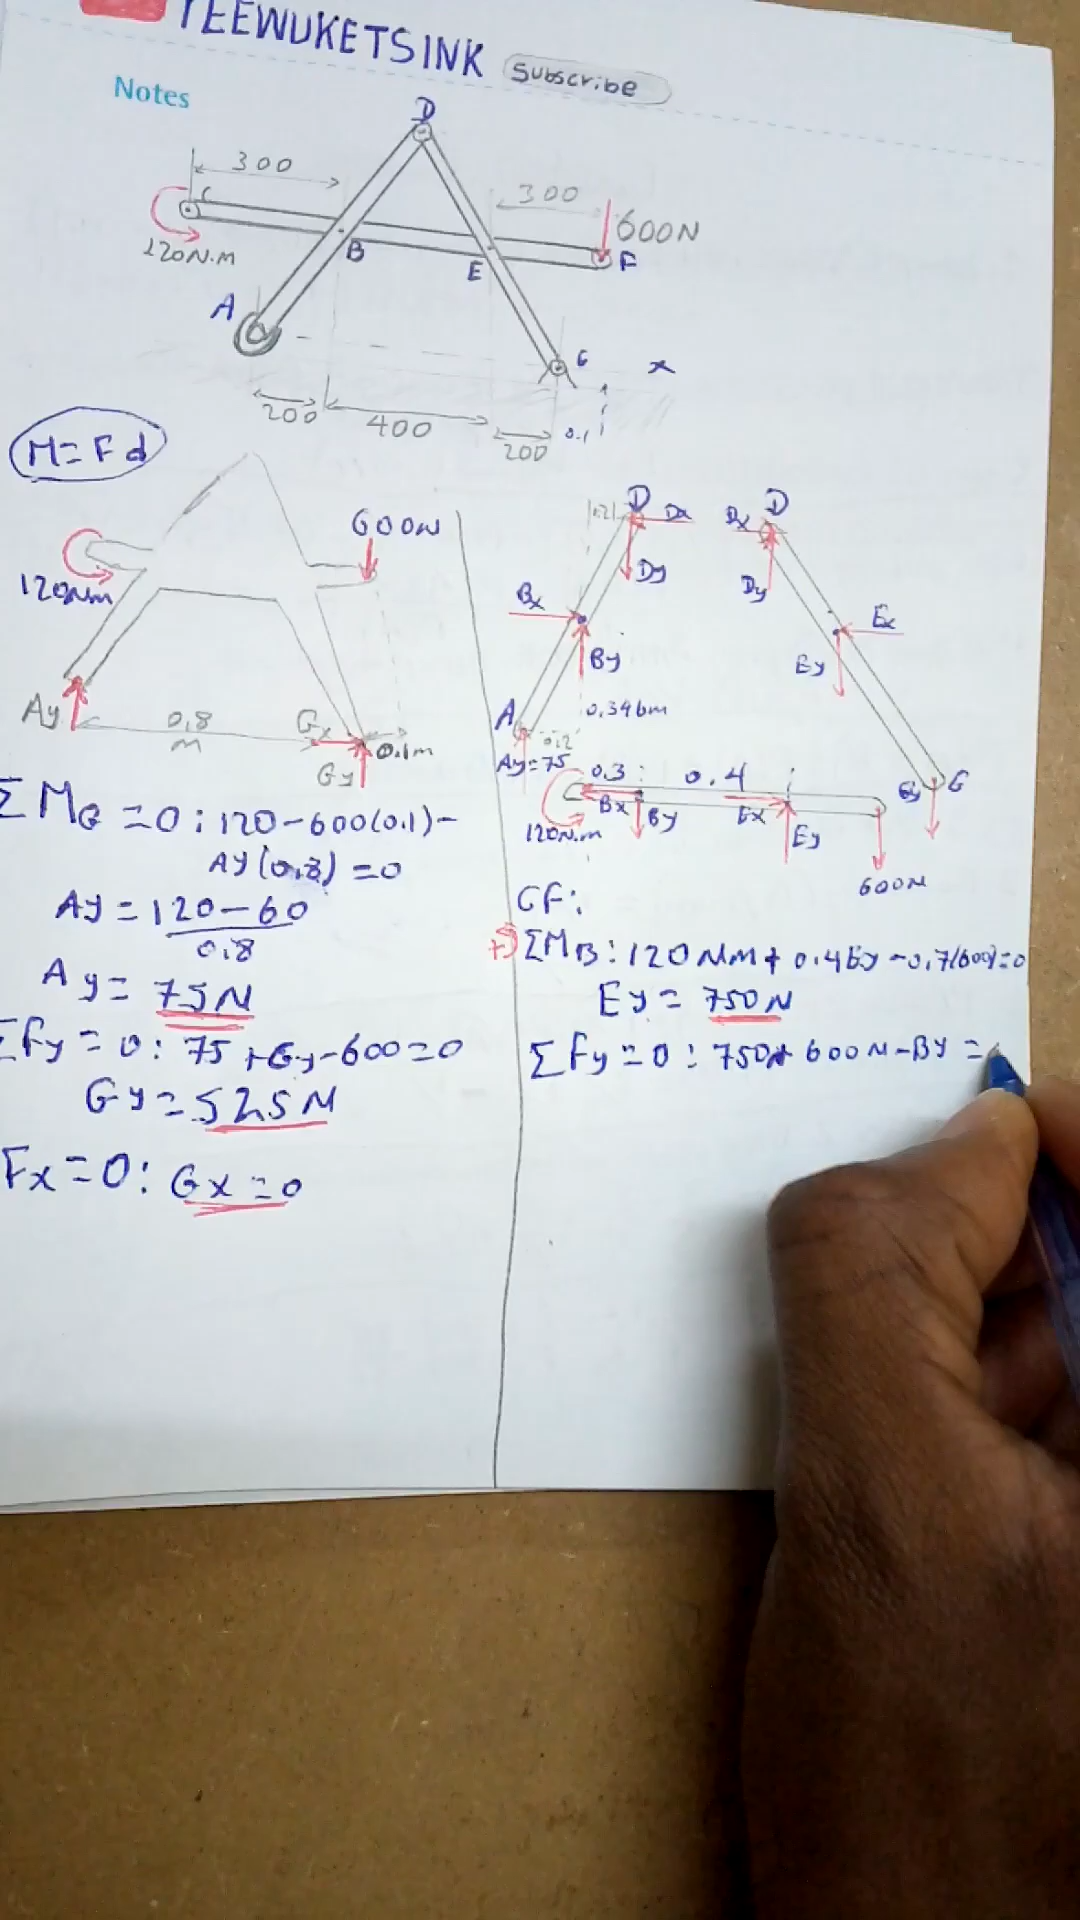 YEEWUKETSINK
Subscribe
Notes
D
300
300
C
600N
120N.m
B
E
F
A
G
x
200
400
200
0.1
M=Fd
600N
120Nm
Ay
0.8
m
Gx
0.1m
Gy
ΣMG =0: 120-600(0.1)-
AY(0.8)=0
AY = 120-60
0.8
Ay= 75N
ΣFy=0: 75+Gy-600=0
Gy=525N
Fx=0: Gx=0
D
Dx
Dx
D
Dy
Dy
Bx
Ex
By
Ey
A
0.346m
0.2
Ay=75
0.3
0.4
G
Bx
By
Ex
Ey
120N.m
600N
CF:
+ΣMB: 120Nm+0.4Ey-0.7(600)=0
Ey= 750N
ΣFy=0: 750+600N-BY=